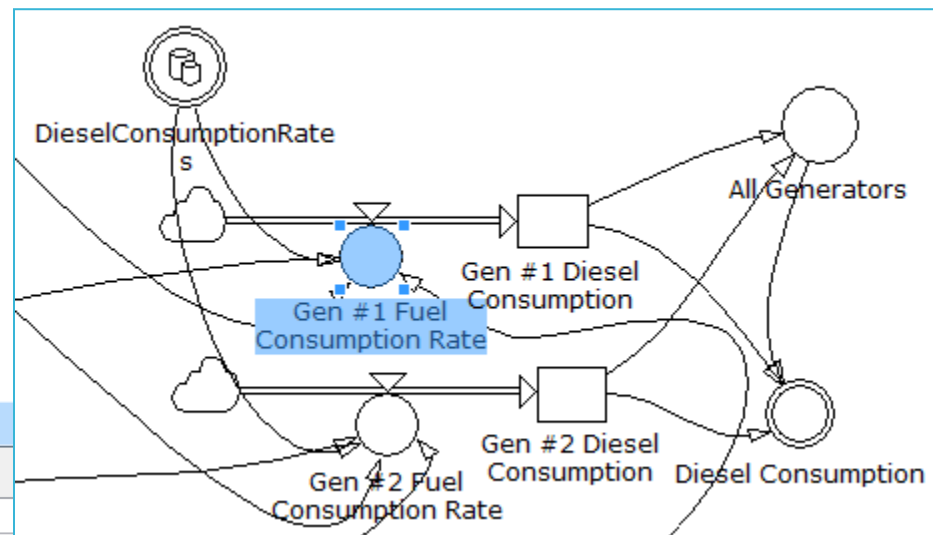 DieselConsumptionRate
s
All Generators
Gen #1 Diesel
Consumption
Gen #1 Fuel
Consumption Rate
Gen #2 Diesel
Consumption
Diesel Consumption
Gen #2 Fuel
Consumption Rate